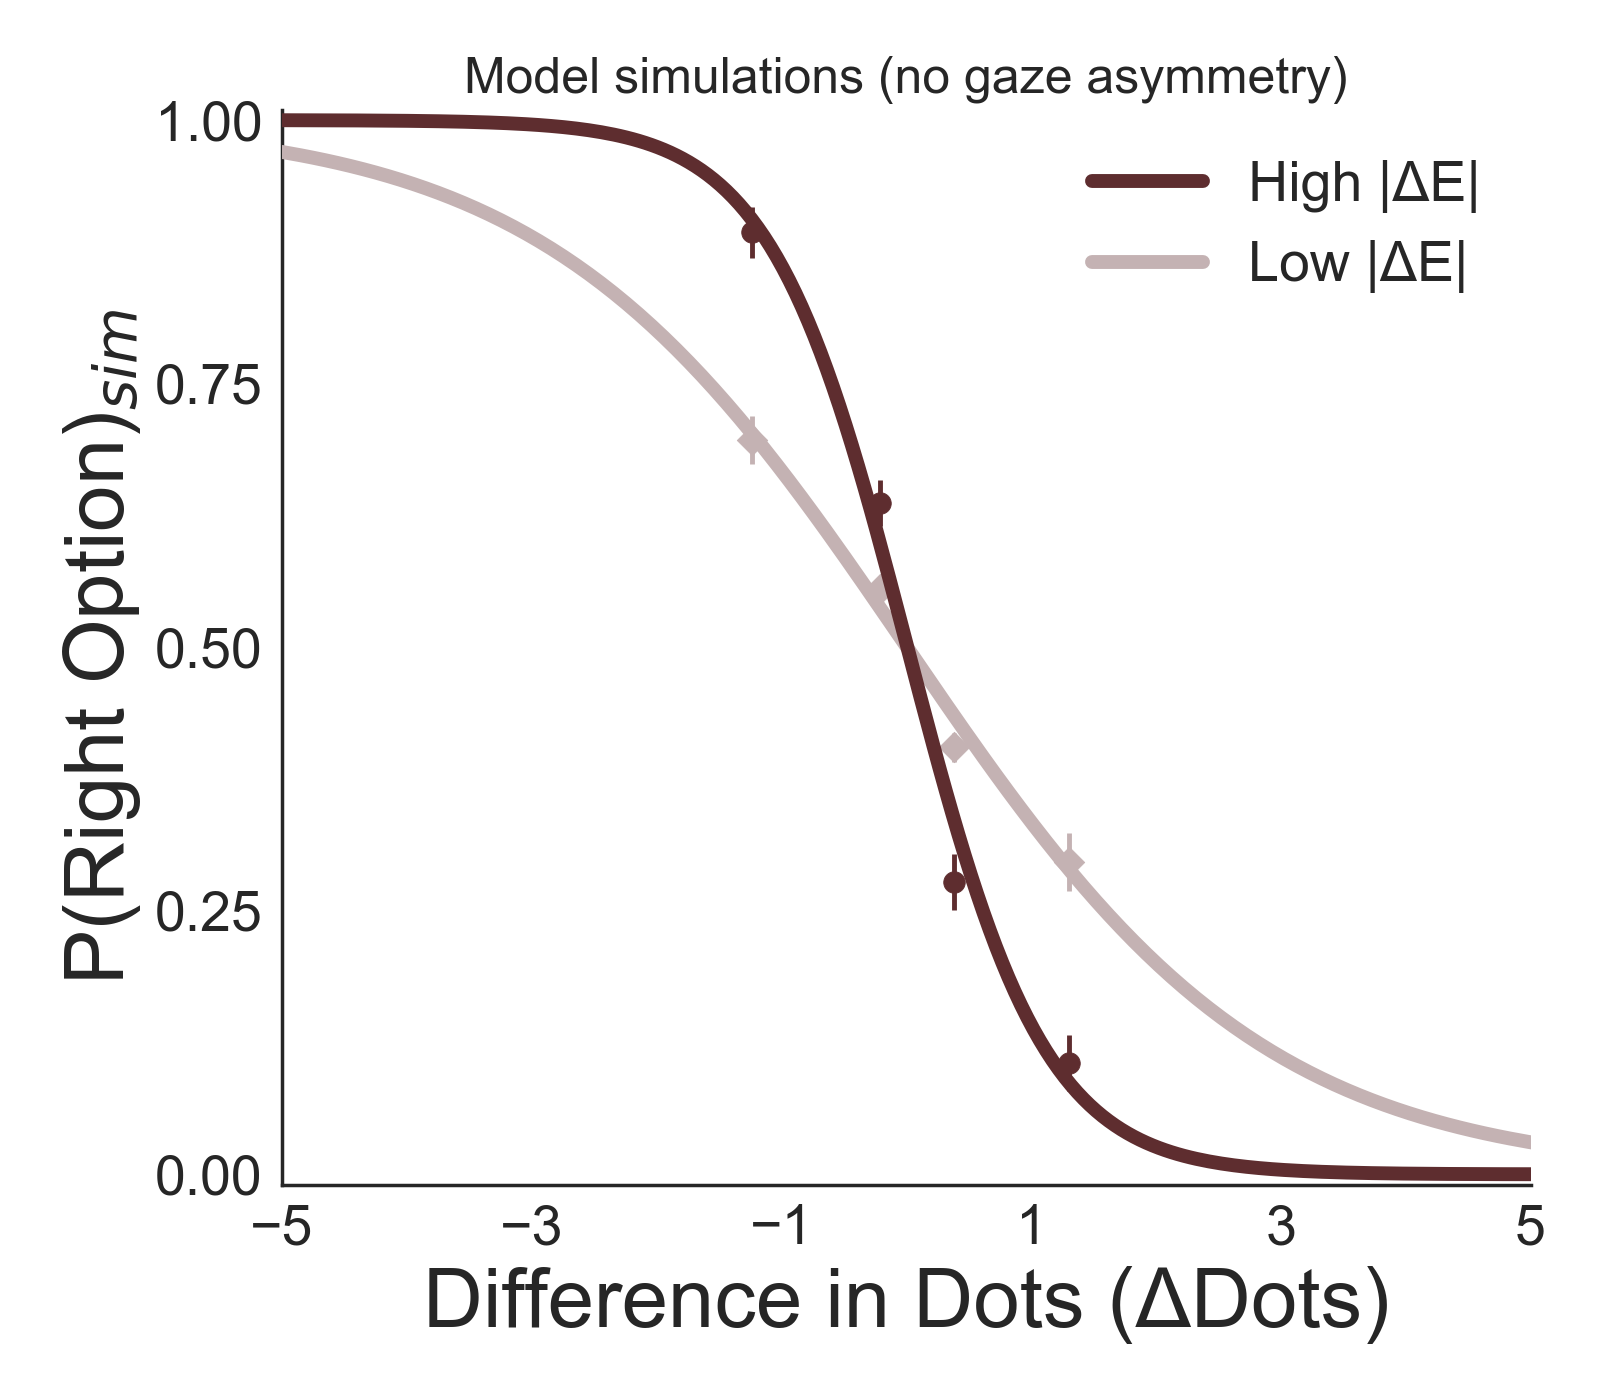 Model simulations (no gaze asymmetry)
High |ΔE|
Low |ΔE|
P(Right Option)sim
1.00
0.75
0.50
0.25
0.00
−5 −3 −1 1 3 5
Difference in Dots (ΔDots)